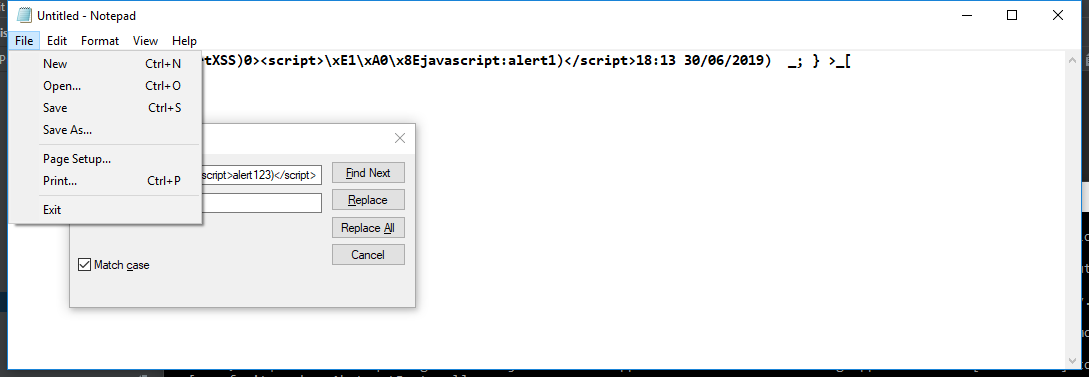 Untitled - Notepad
File Edit Format View Help
etXSS)0><script>\xE1\xA0\x8Ejavascript:alert1)</script>18:13 30/06/2019)  _; } >_[
New Ctrl+N
Open... Ctrl+O
Save Ctrl+S
Save As...
Page Setup...
Print... Ctrl+P
Exit
script>alert123)</script>
Find Next
Replace
Replace All
Cancel
Match case